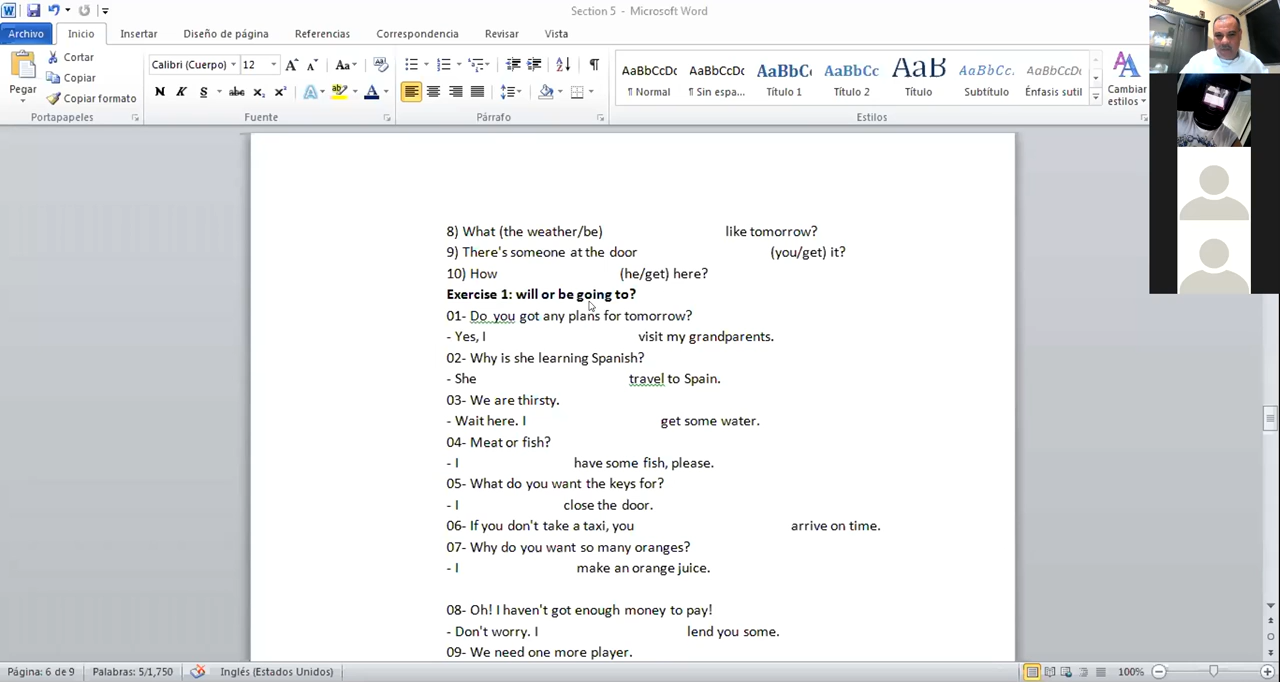 Section 5 - Microsoft Word
Archivo Inicio Insertar Diseño de página Referencias Correspondencia Revisar Vista
Pegar
Cortar
Copiar
Copiar formato
Portapapeles
Calibri (Cuerpo) 12
Fuente
Párrafo
AaBbCcDc AaBbCcDc AaBbC AaBbCc AaB AaBbCc. AaBbCcDc
¶ Normal ¶ Sin espa... Título 1 Título 2 Título Subtítulo Énfasis sutil
Cambiar
estilos
Estilos
8) What (the weather/be) like tomorrow?
9) There's someone at the door (you/get) it?
10) How (he/get) here?
Exercise 1: will or be going to?
01- Do you got any plans for tomorrow?
- Yes, I visit my grandparents.
02- Why is she learning Spanish?
- She travel to Spain.
03- We are thirsty.
- Wait here. I get some water.
04- Meat or fish?
- I have some fish, please.
05- What do you want the keys for?
- I close the door.
06- If you don't take a taxi, you arrive on time.
07- Why do you want so many oranges?
- I make an orange juice.
08- Oh! I haven't got enough money to pay!
- Don't worry. I lend you some.
09- We need one more player.
Página: 6 de 9 Palabras: 5/1,750 Inglés (Estados Unidos) 100%